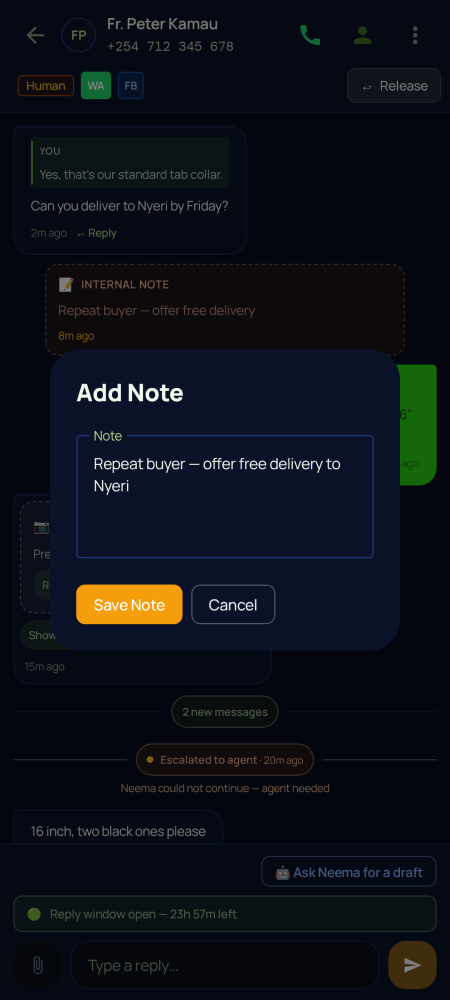 FP
Fr. Peter Kamau
+254 712 345 678
Human
WA
FB
Release
YOU
Yes, that's our standard tab collar.
Can you deliver to Nyeri by Friday?
2m ago
Reply
INTERNAL NOTE
Repeat buyer — offer free delivery
8m ago
6"
ago
Add Note
Note
Repeat buyer — offer free delivery to
Nyeri
Save Note
Cancel
Pre
R
Show
15m ago
2 new messages
Escalated to agent · 20m ago
Neema could not continue — agent needed
16 inch, two black ones please
Ask Neema for a draft
Reply window open — 23h 57m left
Type a reply...